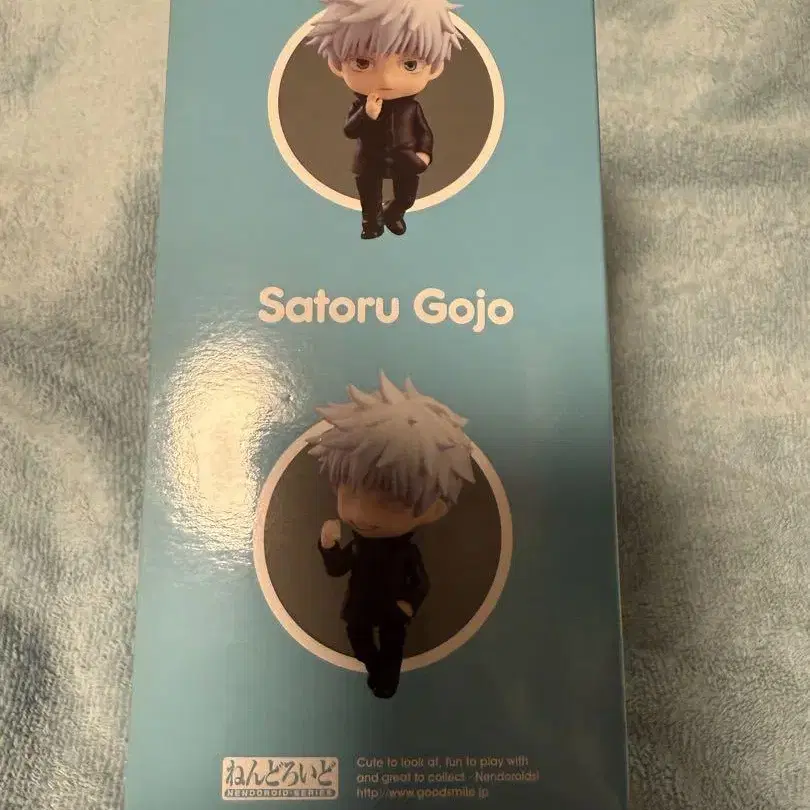 Satoru Gojo
ねんどろいど
NENDOROID-SERIES
Cute to look at, fun to play with
and great to collect - Nendoroids!
http://www.goodsmile.jp